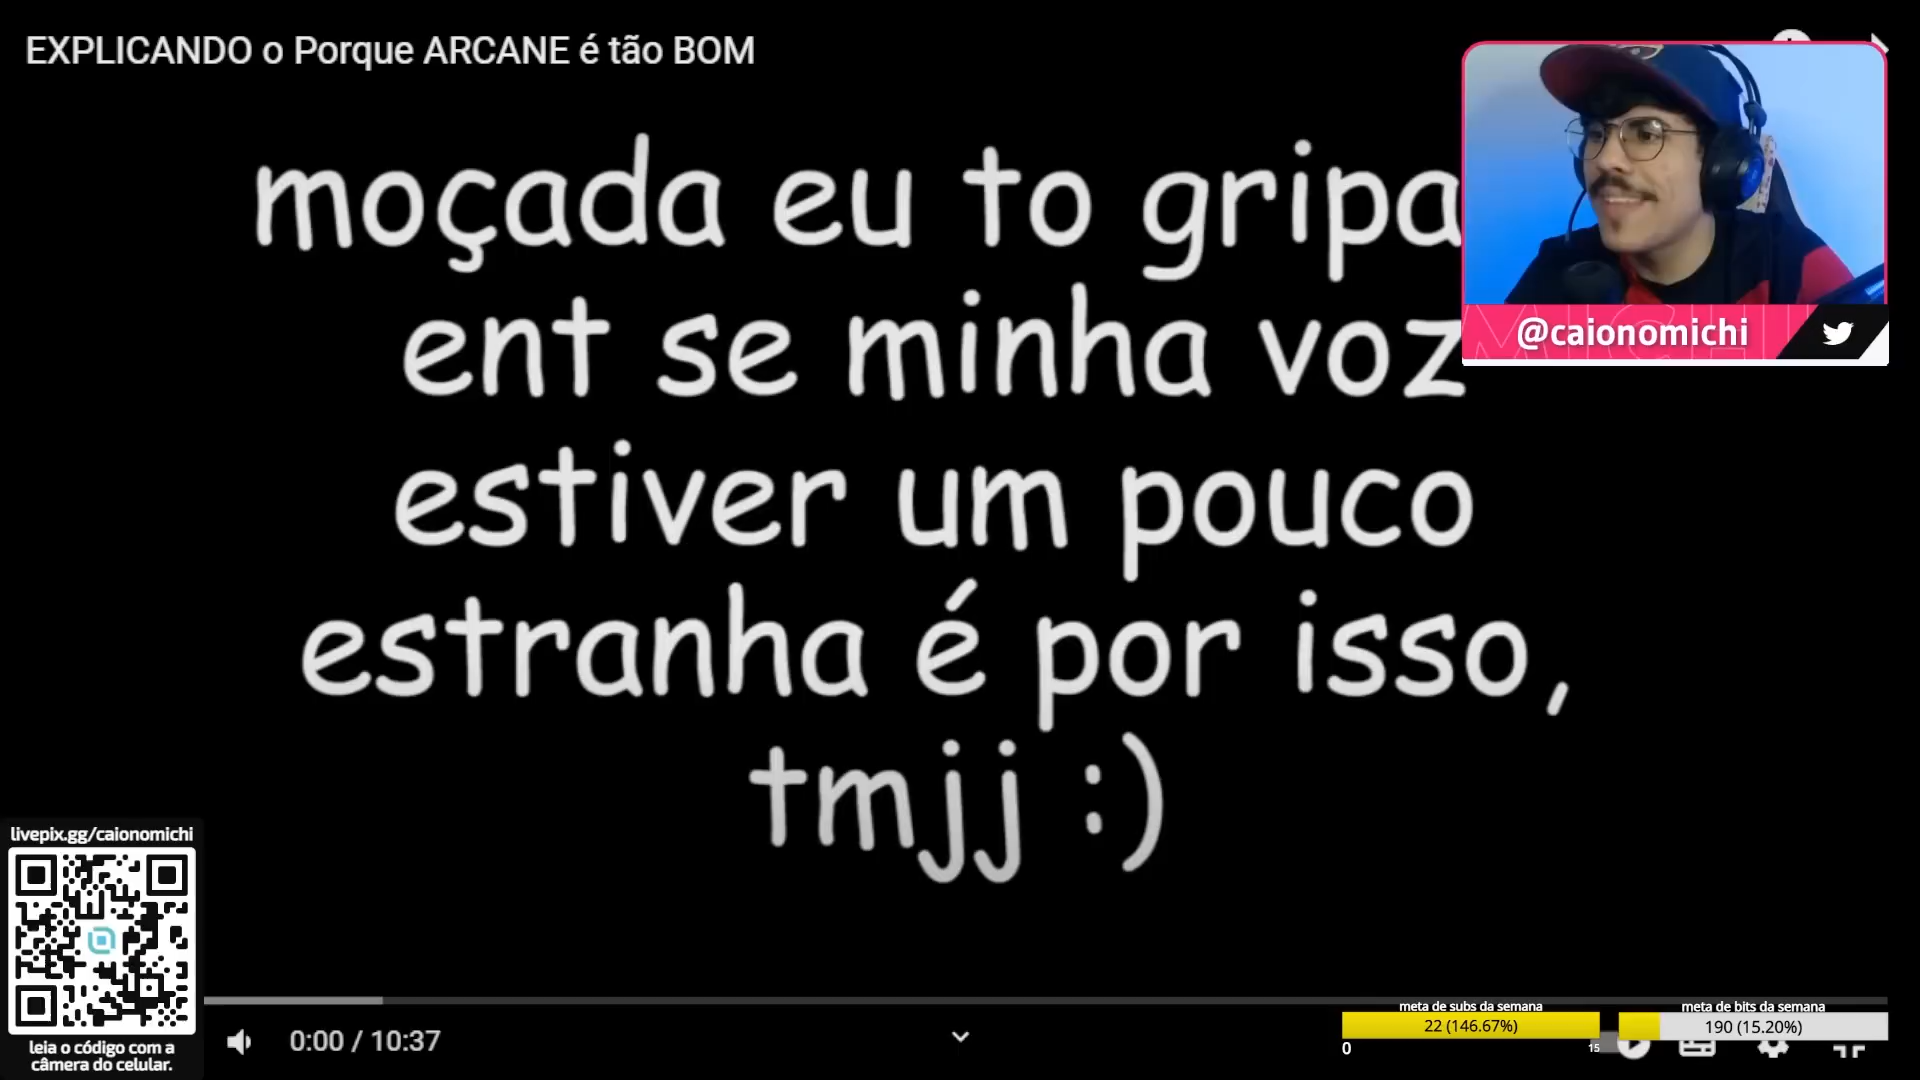 EXPLICANDO o Porque ARCANE é tão BOM
moçada eu to gripa
ent se minha voz
estiver um pouco
estranha é por isso,
tmjj :)
@caionomichi
livepix.gg/caionomichi
leia o código com a
câmera do celular.
0:00 / 10:37
meta de subs da semana
22 (146.67%)
0
15
meta de bits da semana
190 (15.20%)